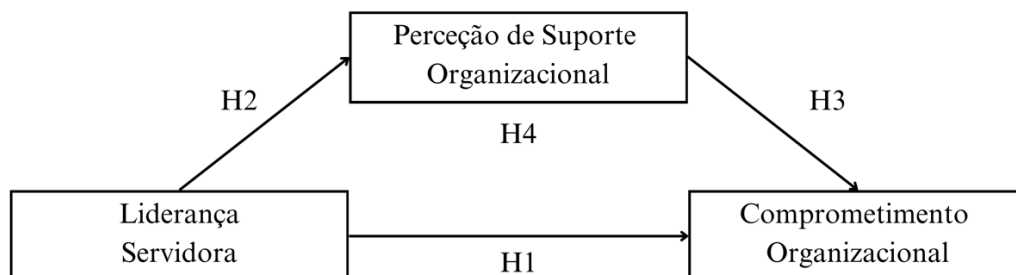 Perceção de Suporte
Organizacional
H2
H3
H4
Liderança
Servidora
Comprometimento
Organizacional
H1